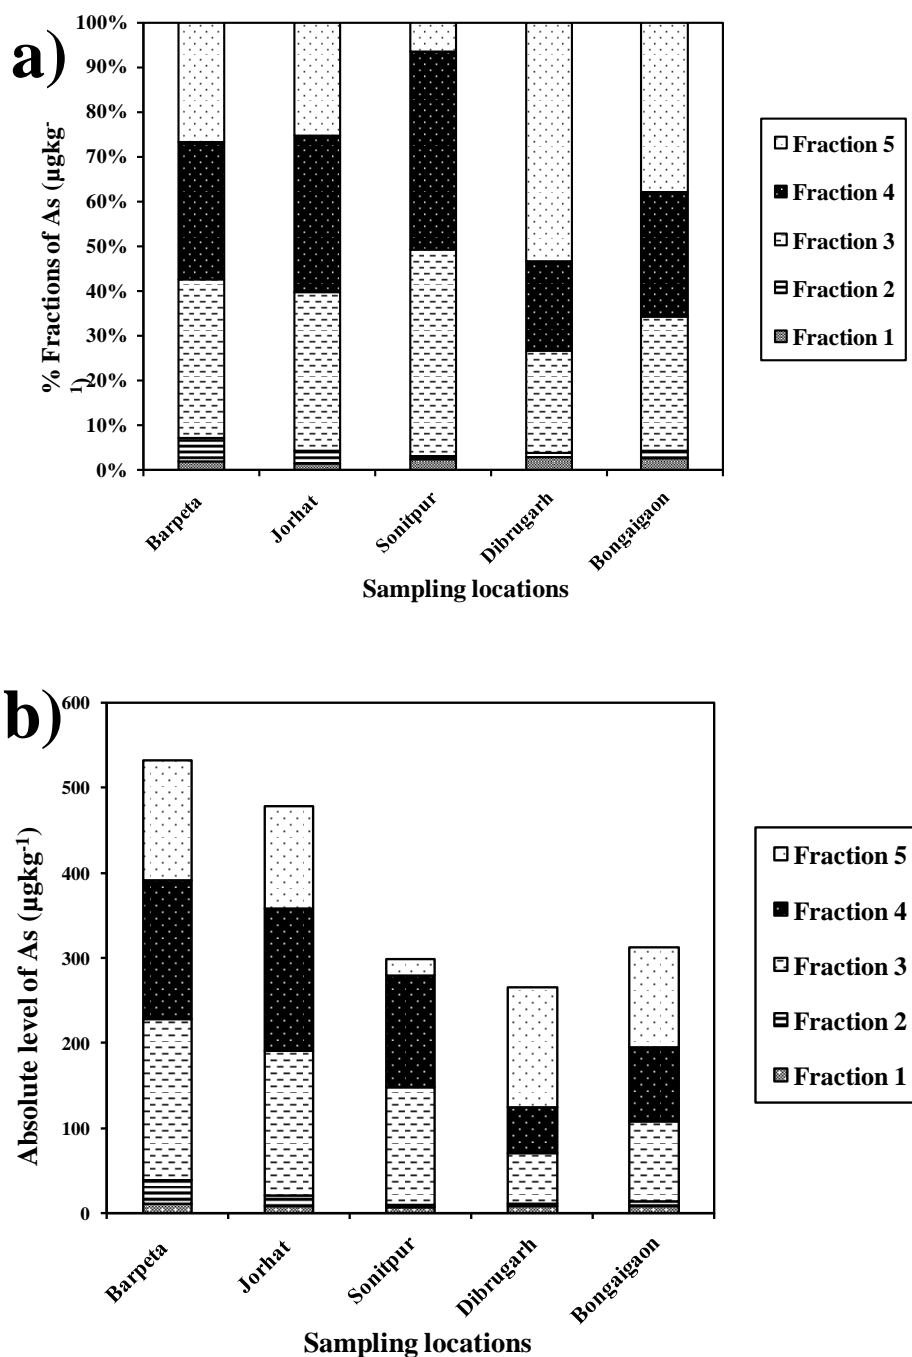 a)
% Fractions of As (µgkg-
1)
100%
90%
80%
70%
60%
50%
40%
30%
20%
10%
0%
Barpeta
Jorhat
Sonitpur
Dibrugarh
Bongaigaon
Sampling locations
Fraction 5
Fraction 4
Fraction 3
Fraction 2
Fraction 1
b)
Absolute level of As (µgkg-1)
600
500
400
300
200
100
0
Barpeta
Jorhat
Sonitpur
Dibrugarh
Bongaigaon
Sampling locations
Fraction 5
Fraction 4
Fraction 3
Fraction 2
Fraction 1